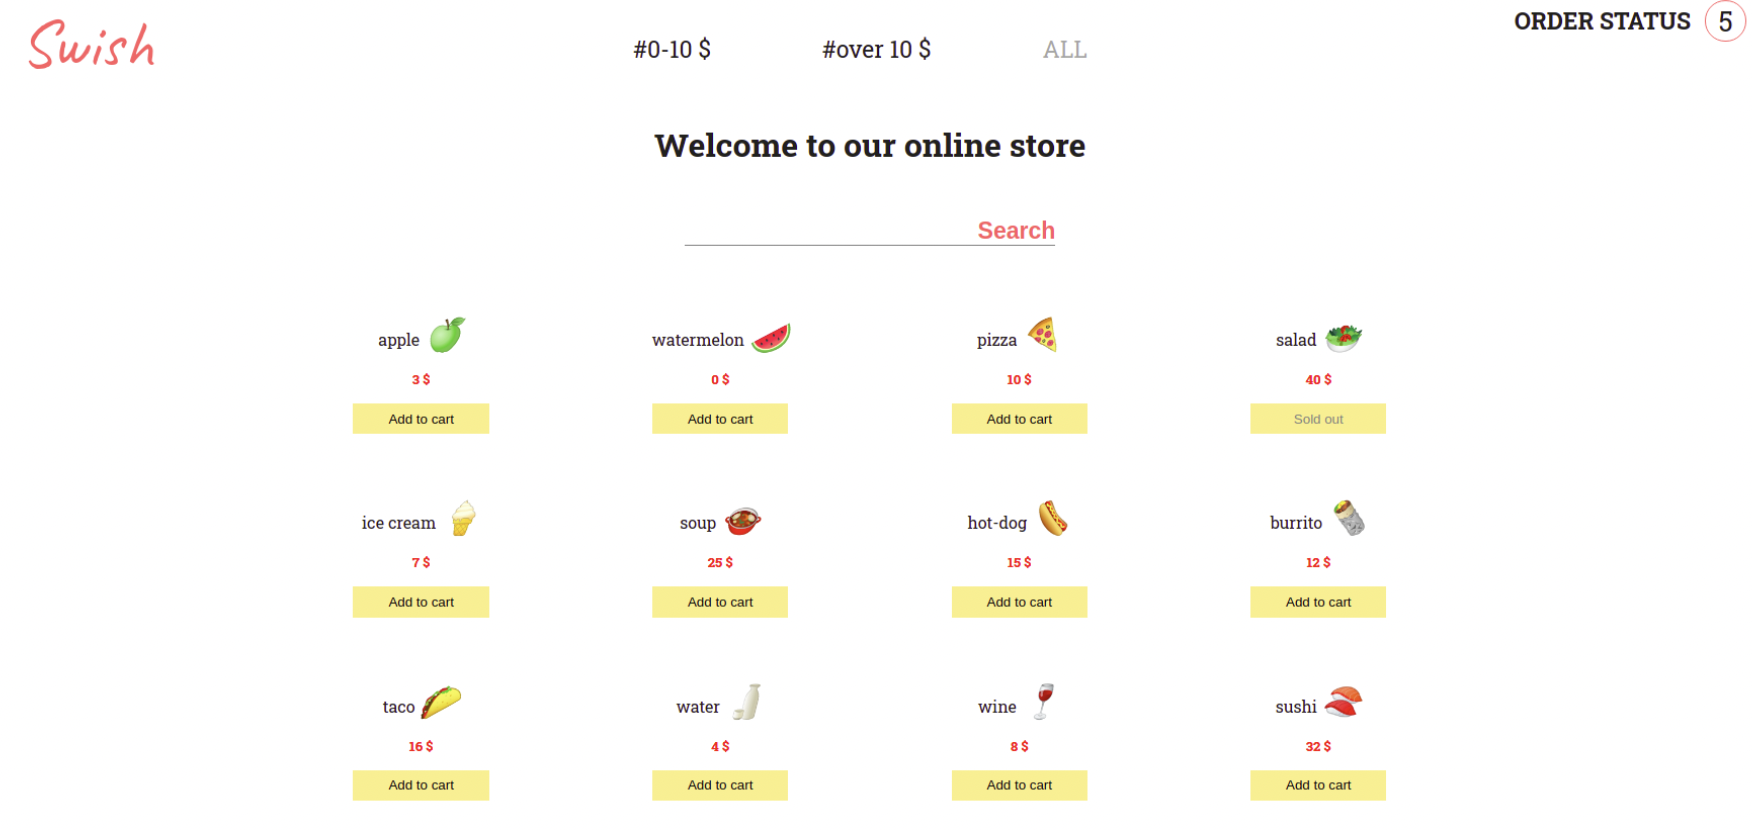 Swish
#0-10 $ #over 10 $ ALL
ORDER STATUS 5
Welcome to our online store
Search
apple watermelon pizza salad
3 $ 0 $ 10 $ 40 $
Add to cart Add to cart Add to cart Sold out
ice cream soup hot-dog burrito
7 $ 25 $ 15 $ 12 $
Add to cart Add to cart Add to cart Add to cart
taco water wine sushi
16 $ 4 $ 8 $ 32 $
Add to cart Add to cart Add to cart Add to cart